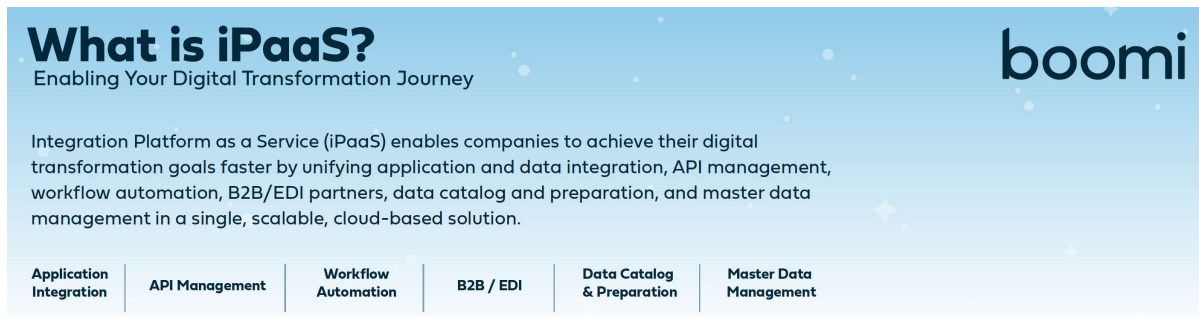 What is iPaaS?
Enabling Your Digital Transformation Journey
boomi
Integration Platform as a Service (iPaaS) enables companies to achieve their digital
transformation goals faster by unifying application and data integration, API management,
workflow automation, B2B/EDI partners, data catalog and preparation, and master data
management in a single, scalable, cloud-based solution.
Application
Integration
API Management
Workflow
Automation
B2B / EDI
Data Catalog
& Preparation
Master Data
Management